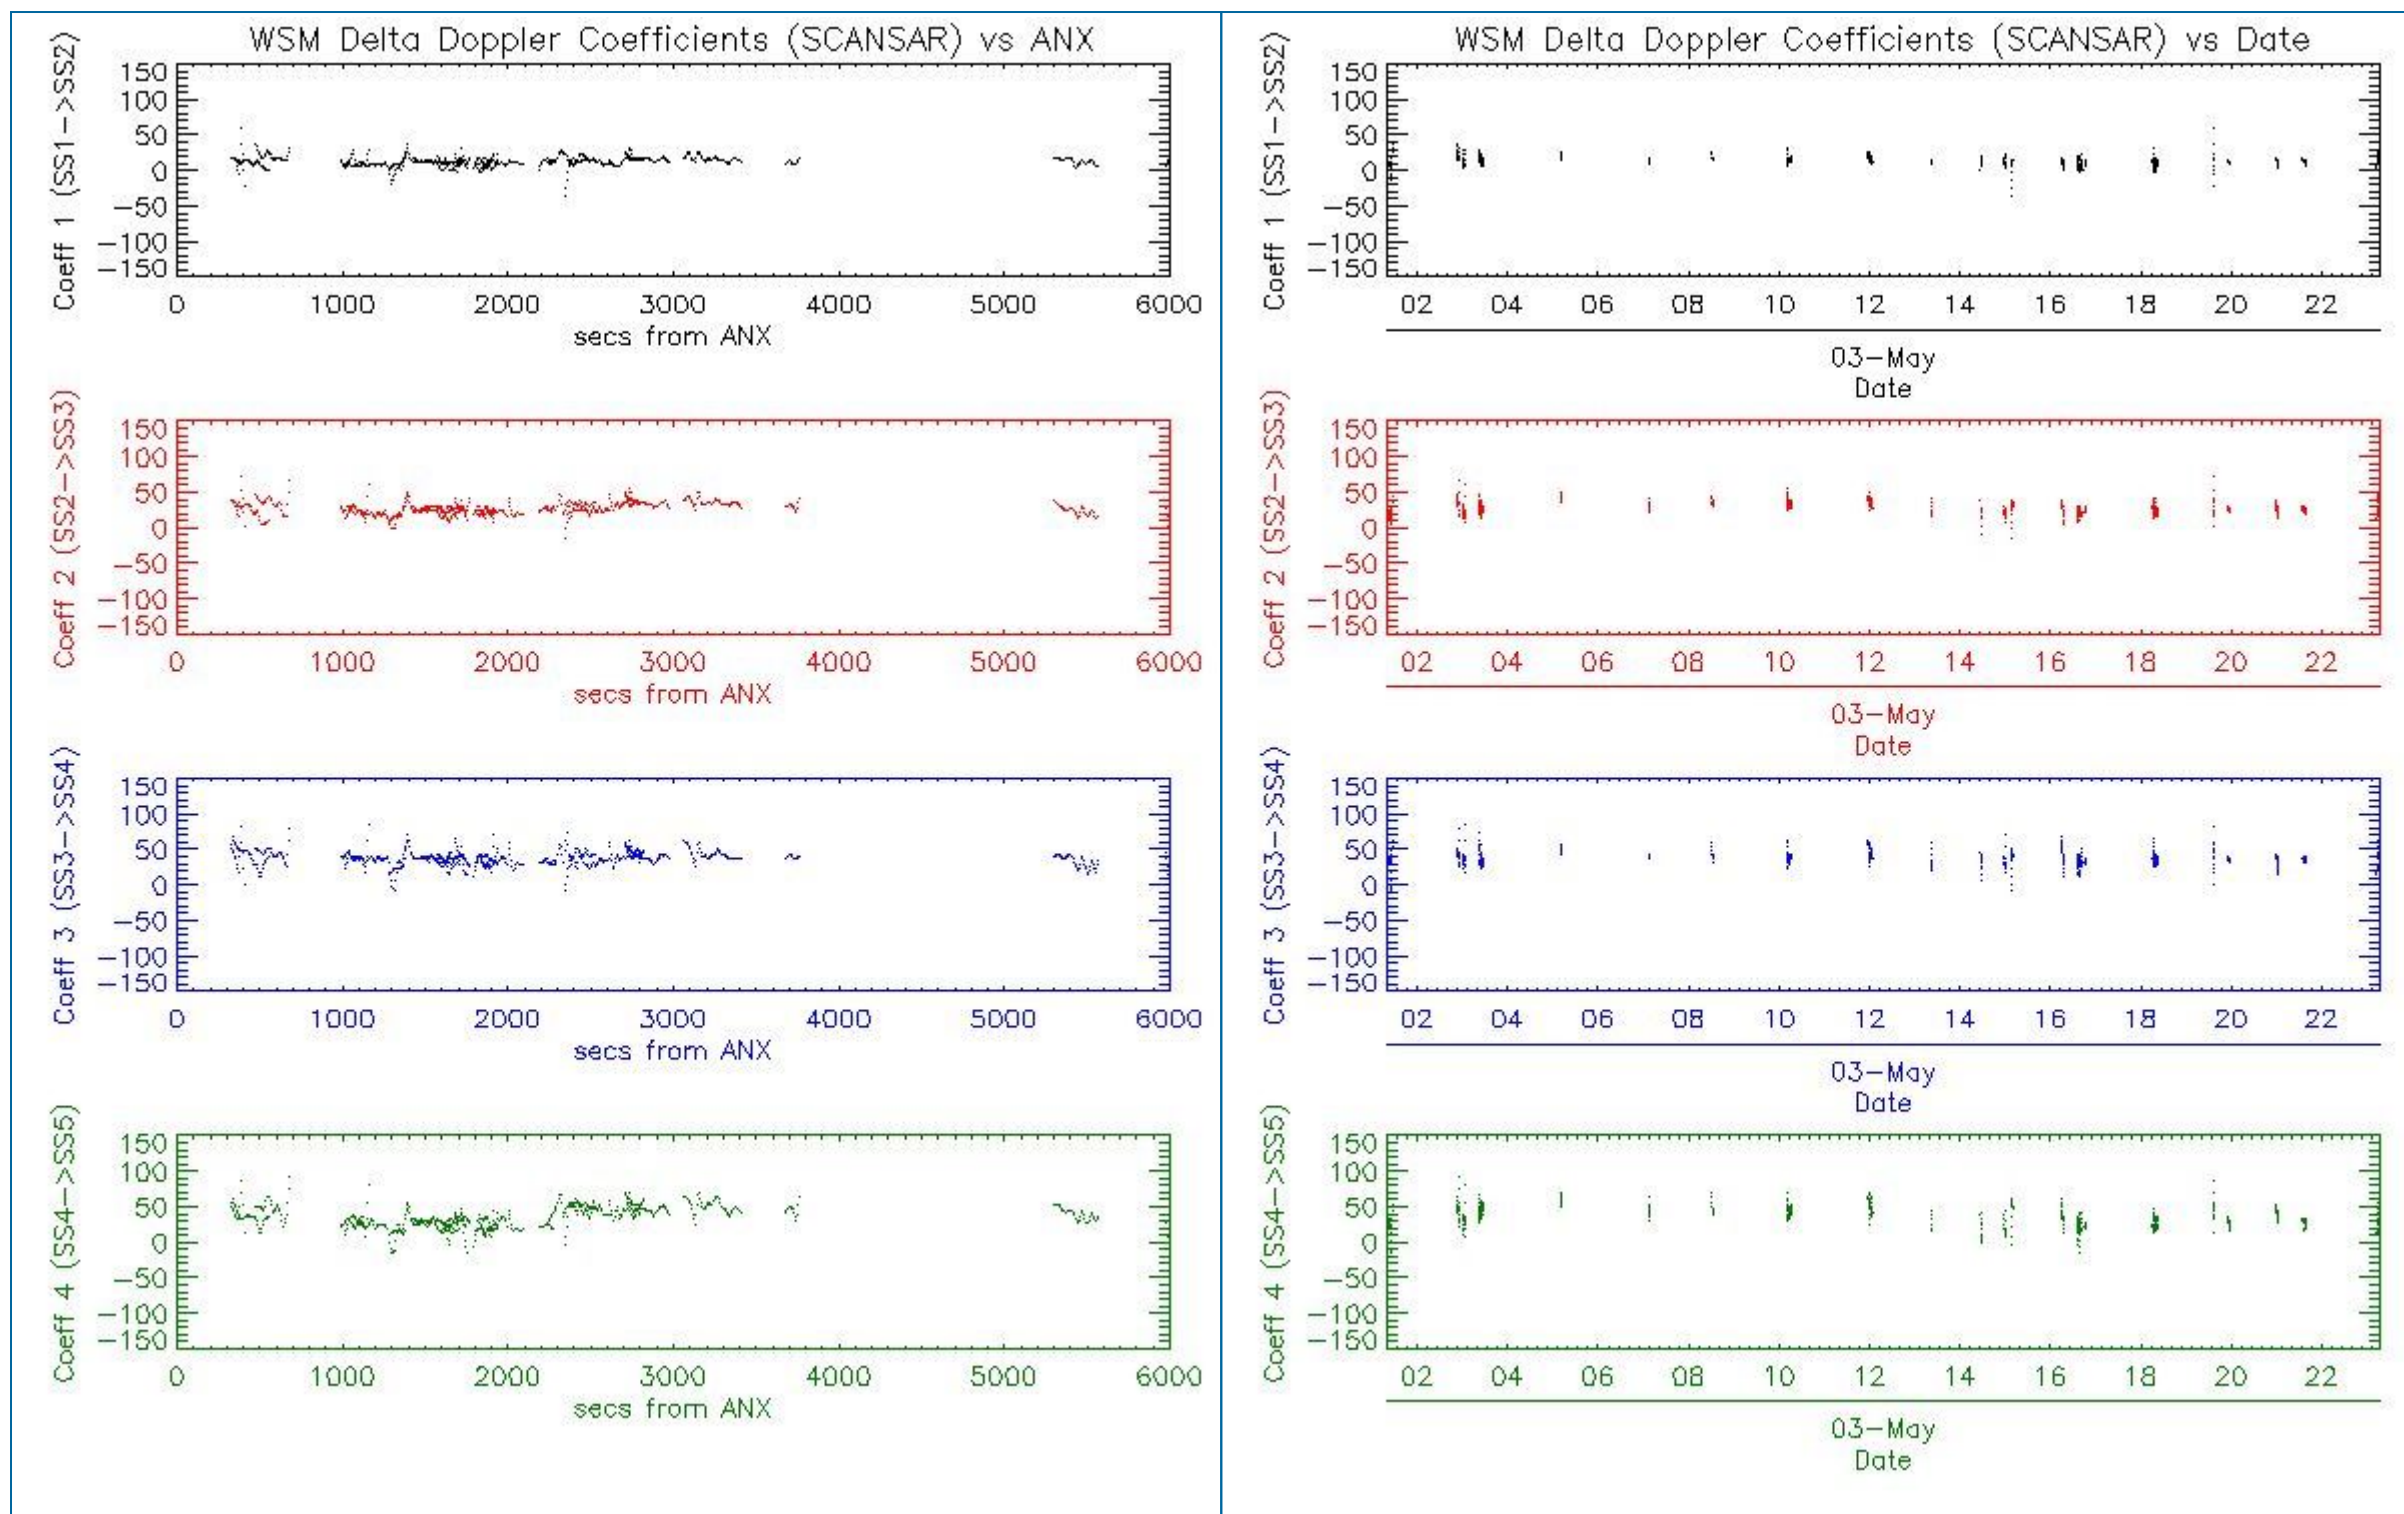 WSM Delta Doppler Coefficients (SCANSAR) vs ANX
Coeff 1 (SS1->SS2)
150
100
50
0
-50
-100
-150
0 1000 2000 3000 4000 5000 6000
secs from ANX
Coeff 2 (SS2->SS3)
150
100
50
0
-50
-100
-150
0 1000 2000 3000 4000 5000 6000
secs from ANX
Coeff 3 (SS3->SS4)
150
100
50
0
-50
-100
-150
0 1000 2000 3000 4000 5000 6000
secs from ANX
Coeff 4 (SS4->SS5)
150
100
50
0
-50
-100
-150
0 1000 2000 3000 4000 5000 6000
secs from ANX
WSM Delta Doppler Coefficients (SCANSAR) vs Date
Coeff 1 (SS1->SS2)
150
100
50
0
-50
-100
-150
02 04 06 08 10 12 14 16 18 20 22
03-May
Date
Coeff 2 (SS2->SS3)
150
100
50
0
-50
-100
-150
02 04 06 08 10 12 14 16 18 20 22
03-May
Date
Coeff 3 (SS3->SS4)
150
100
50
0
-50
-100
-150
02 04 06 08 10 12 14 16 18 20 22
03-May
Date
Coeff 4 (SS4->SS5)
150
100
50
0
-50
-100
-150
02 04 06 08 10 12 14 16 18 20 22
03-May
Date